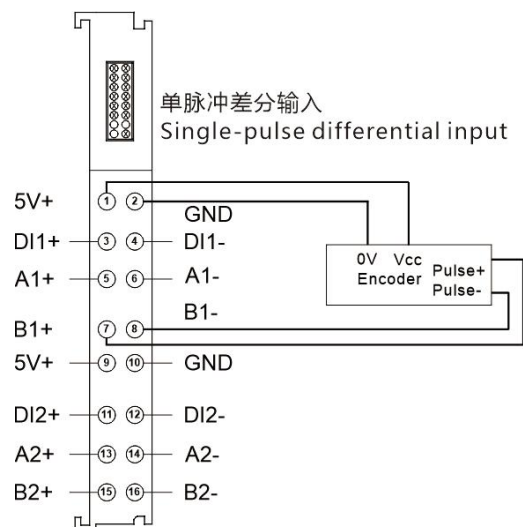 单脉冲差分输入
Single-pulse differential input
5V+ 1 2 GND
DI1+ 3 4 DI1-
A1+ 5 6 A1-
B1+ 7 8 B1-
5V+ 9 10 GND
DI2+ 11 12 DI2-
A2+ 13 14 A2-
B2+ 15 16 B2-
0V Vcc
Encoder
Pulse+
Pulse-